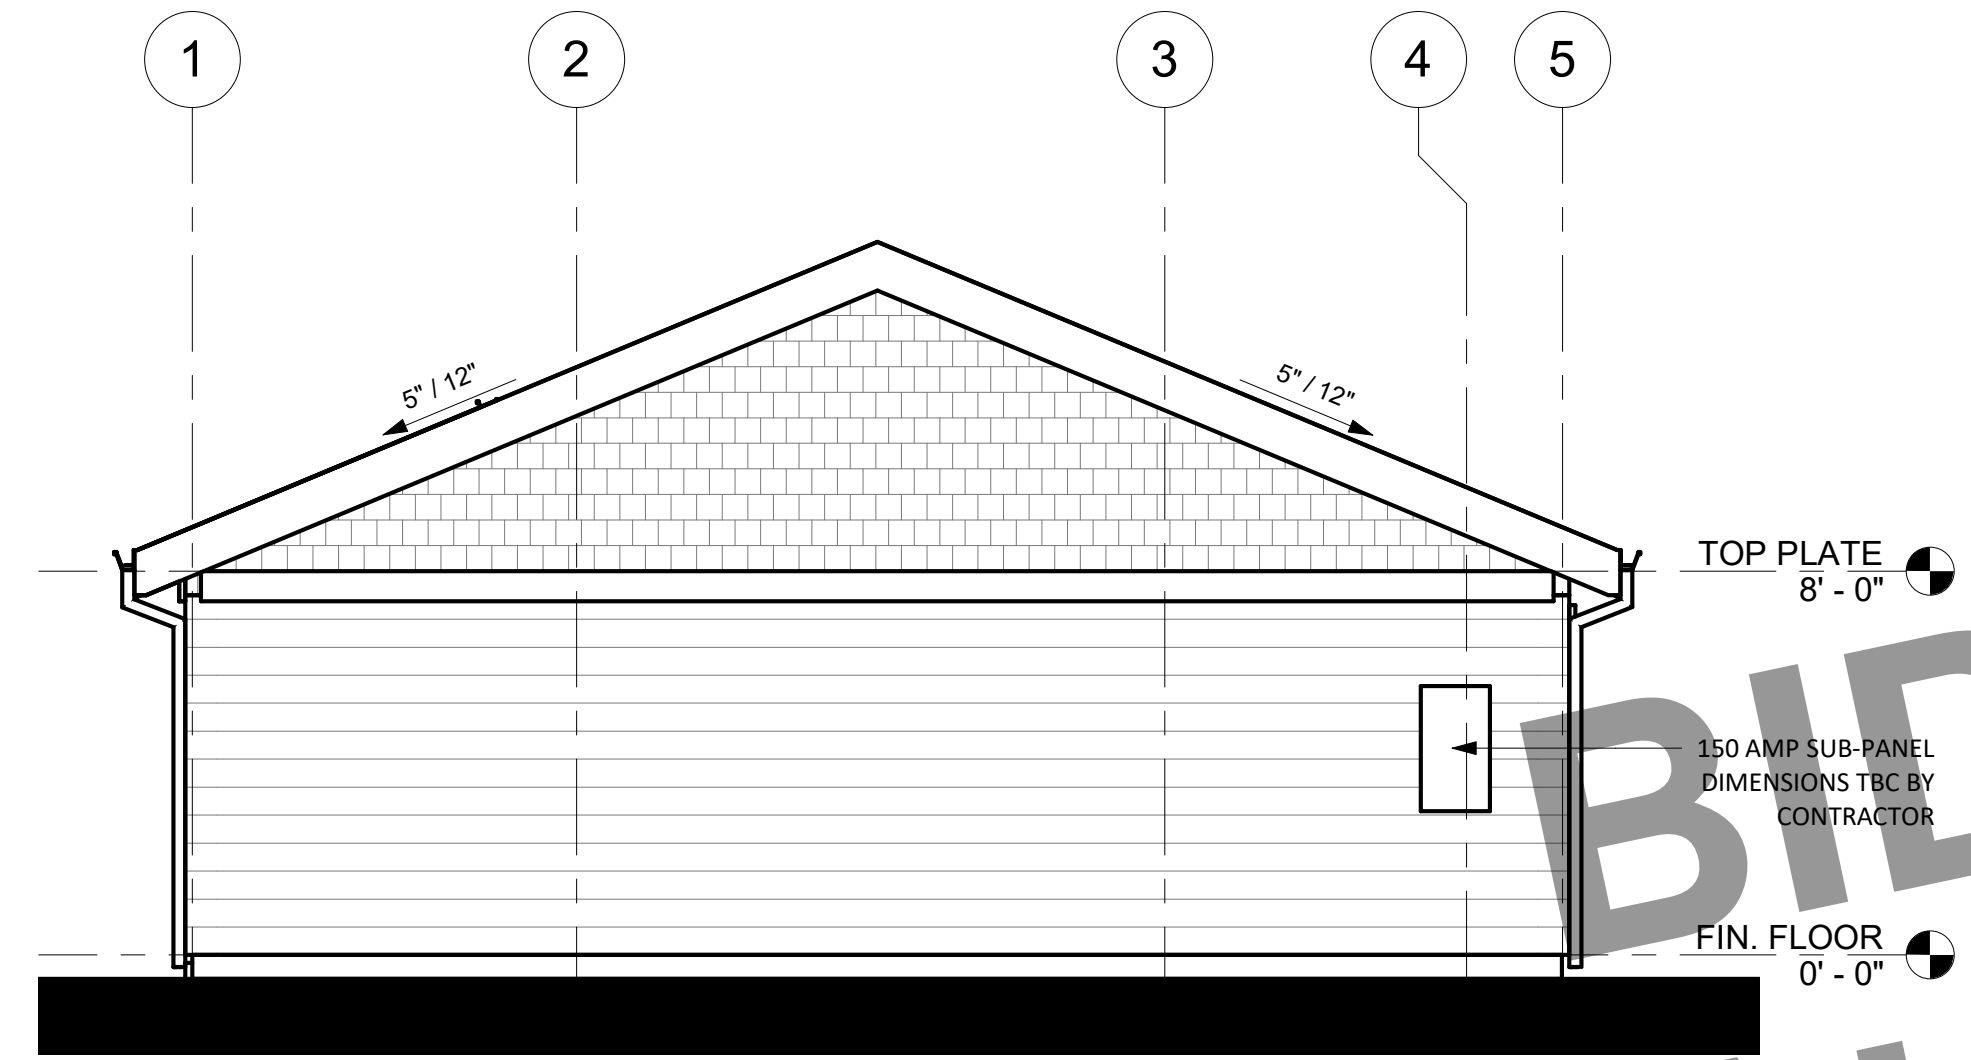 1
2
3
4
5
5" / 12"
5" / 12"
TOP PLATE
8' - 0"
150 AMP SUB-PANEL
DIMENSIONS TBC BY
CONTRACTOR
FIN. FLOOR
0' - 0"